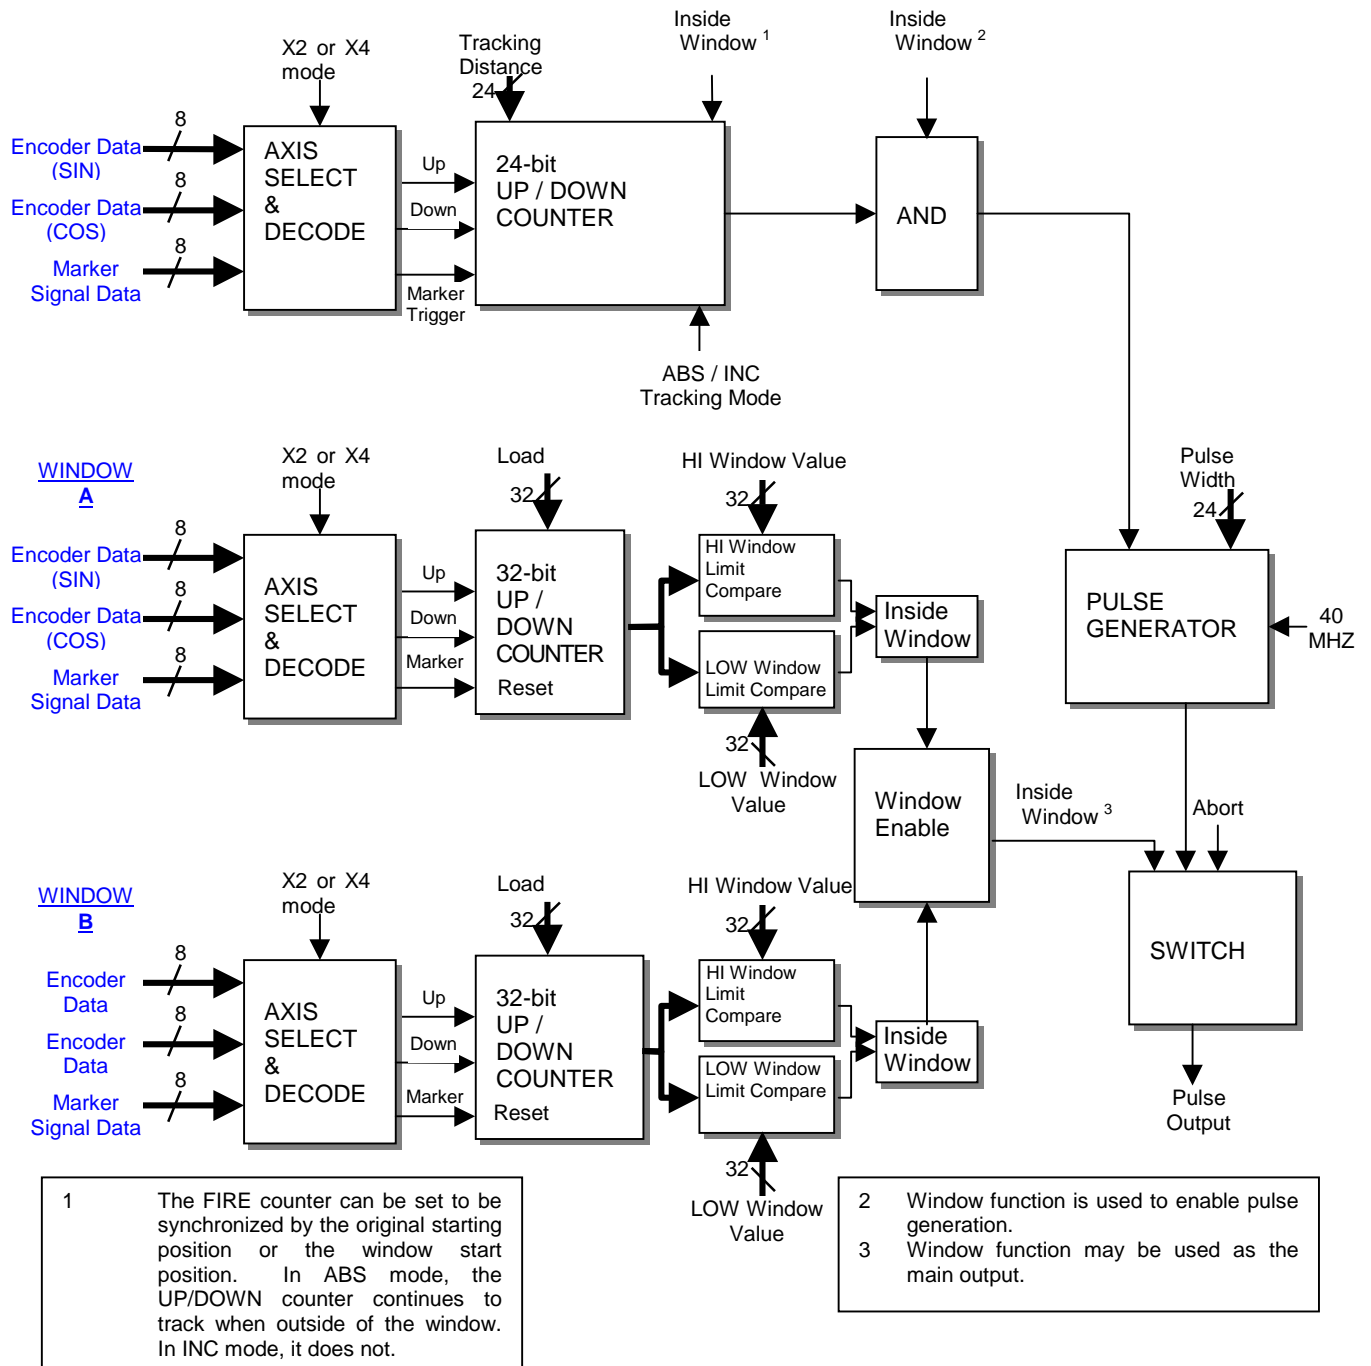 X2 or X4
mode
Tracking
Distance
24
Inside
Window 1
Inside
Window 2
8
Encoder Data
(SIN)
8
Encoder Data
(COS)
8
Marker
Signal Data
AXIS
SELECT
&
DECODE
Up
Down
Marker
Trigger
24-bit
UP / DOWN
COUNTER
AND
ABS / INC
Tracking Mode
WINDOW
A
X2 or X4
mode
Load
32
HI Window Value
32
Pulse
Width
24
8
Encoder Data
(SIN)
8
Encoder Data
(COS)
8
Marker
Signal Data
AXIS
SELECT
&
DECODE
Up
Down
Marker
32-bit
UP /
DOWN
COUNTER
Reset
HI Window
Limit
Compare
LOW Window
Limit Compare
Inside
Window
32
LOW Window
Value
PULSE
GENERATOR
40
MHZ
Window
Enable
Inside
Window 3
Abort
WINDOW
B
X2 or X4
mode
Load
32
HI Window Value
32
8
Encoder
Data
8
Encoder
Data
8
Marker
Signal Data
AXIS
SELECT
&
DECODE
Up
Down
Marker
32-bit
UP /
DOWN
COUNTER
Reset
HI Window
Limit
Compare
LOW Window
Limit Compare
Inside
Window
32
LOW Window
Value
SWITCH
Pulse
Output
1 The FIRE counter can be set to be
synchronized by the original starting
position or the window start
position. In ABS mode, the
UP/DOWN counter continues to
track when outside of the window.
In INC mode, it does not.
2 Window function is used to enable pulse
generation.
3 Window function may be used as the
main output.